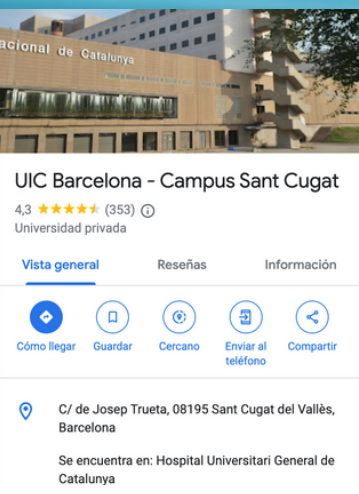 acional de Catalunya
UIC Barcelona - Campus Sant Cugat
4,3 (353)
Universidad privada
Vista general Reseñas Información
Cómo llegar Guardar Cercano Enviar al teléfono Compartir
C/ de Josep Trueta, 08195 Sant Cugat del Vallès,
Barcelona
Se encuentra en: Hospital Universitari General de
Catalunya